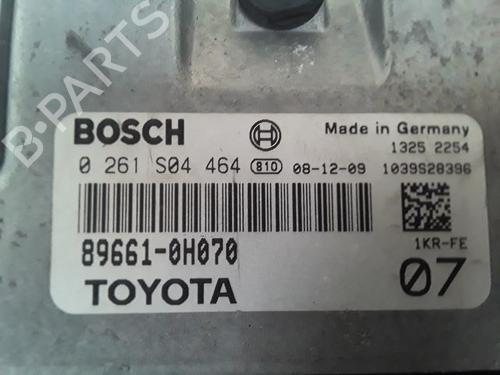 B-PARTS
BOSCH
Made in Germany
13252 2254
0 261 S04 464 810 08-12-09 1039S28396
89661-0H070
1KR-FE
TOYOTA
07